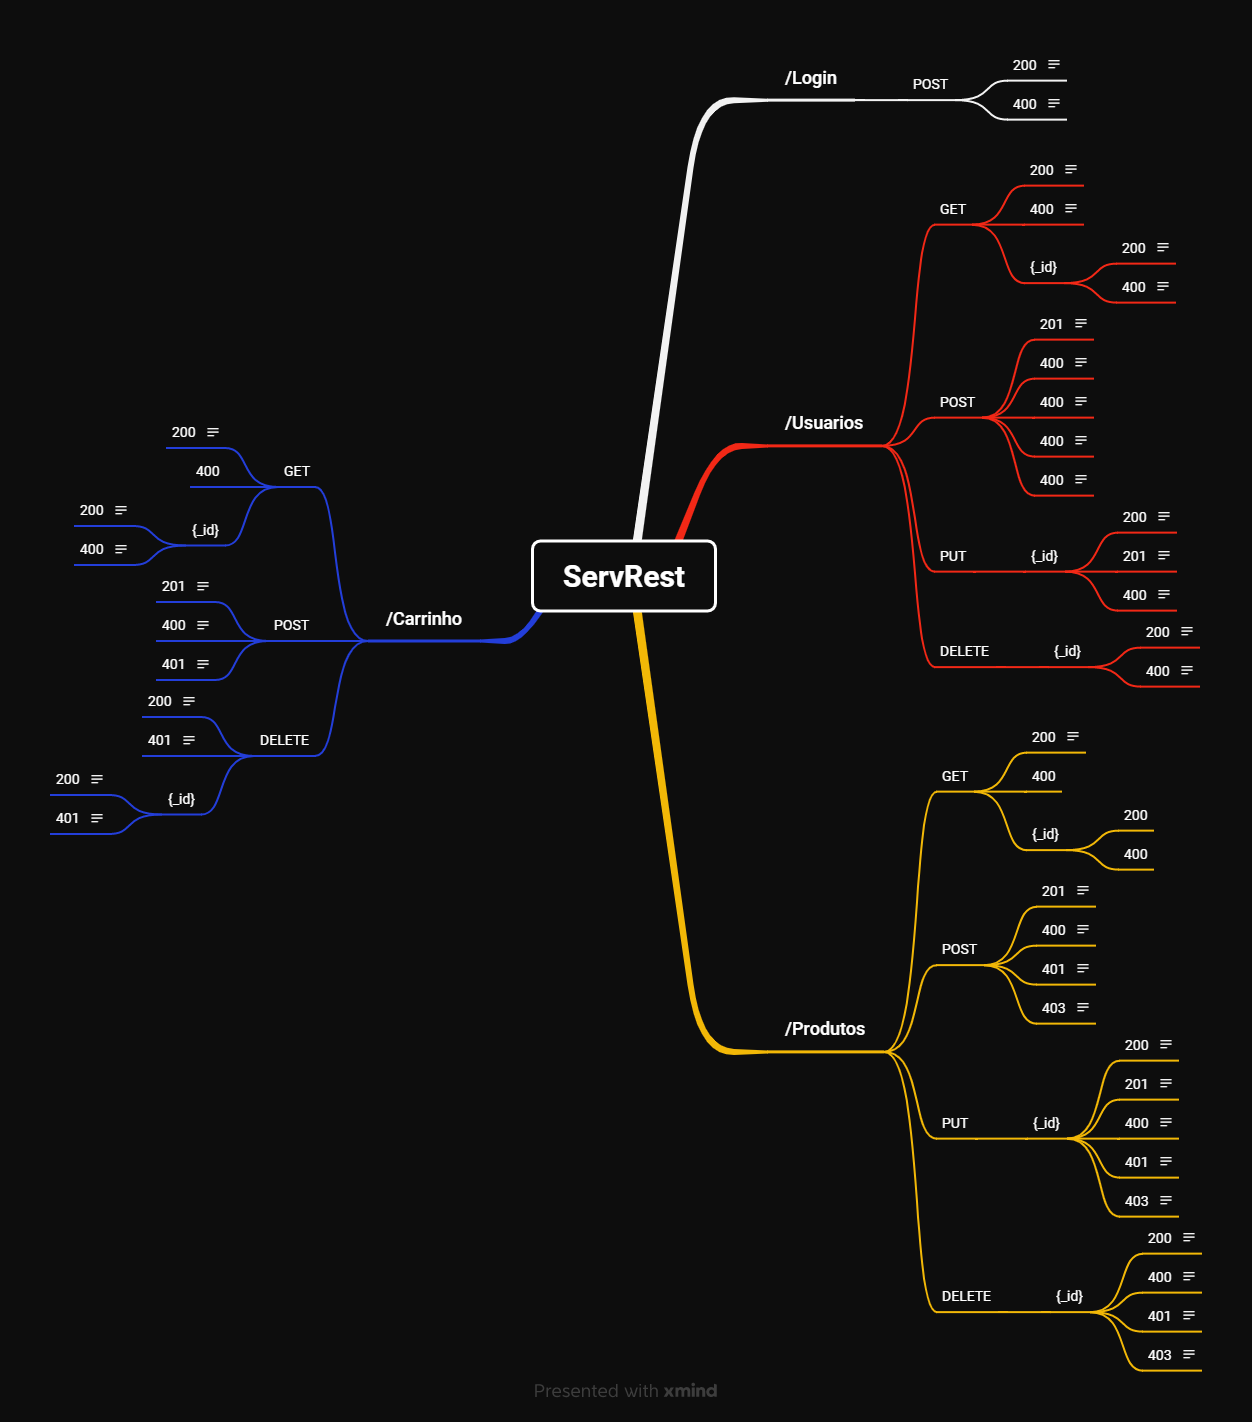 ServRest
/Login
POST
200
400
/Usuarios
GET
200
400
{_id}
200
400
POST
201
400
400
400
400
PUT
{_id}
200
201
400
DELETE
{_id}
200
400
/Produtos
GET
200
400
{_id}
200
400
POST
201
400
401
403
PUT
{_id}
200
201
400
401
403
DELETE
{_id}
200
400
401
403
/Carrinho
GET
200
400
{_id}
200
400
POST
201
400
401
DELETE
200
401
{_id}
200
401
Presented with xmind